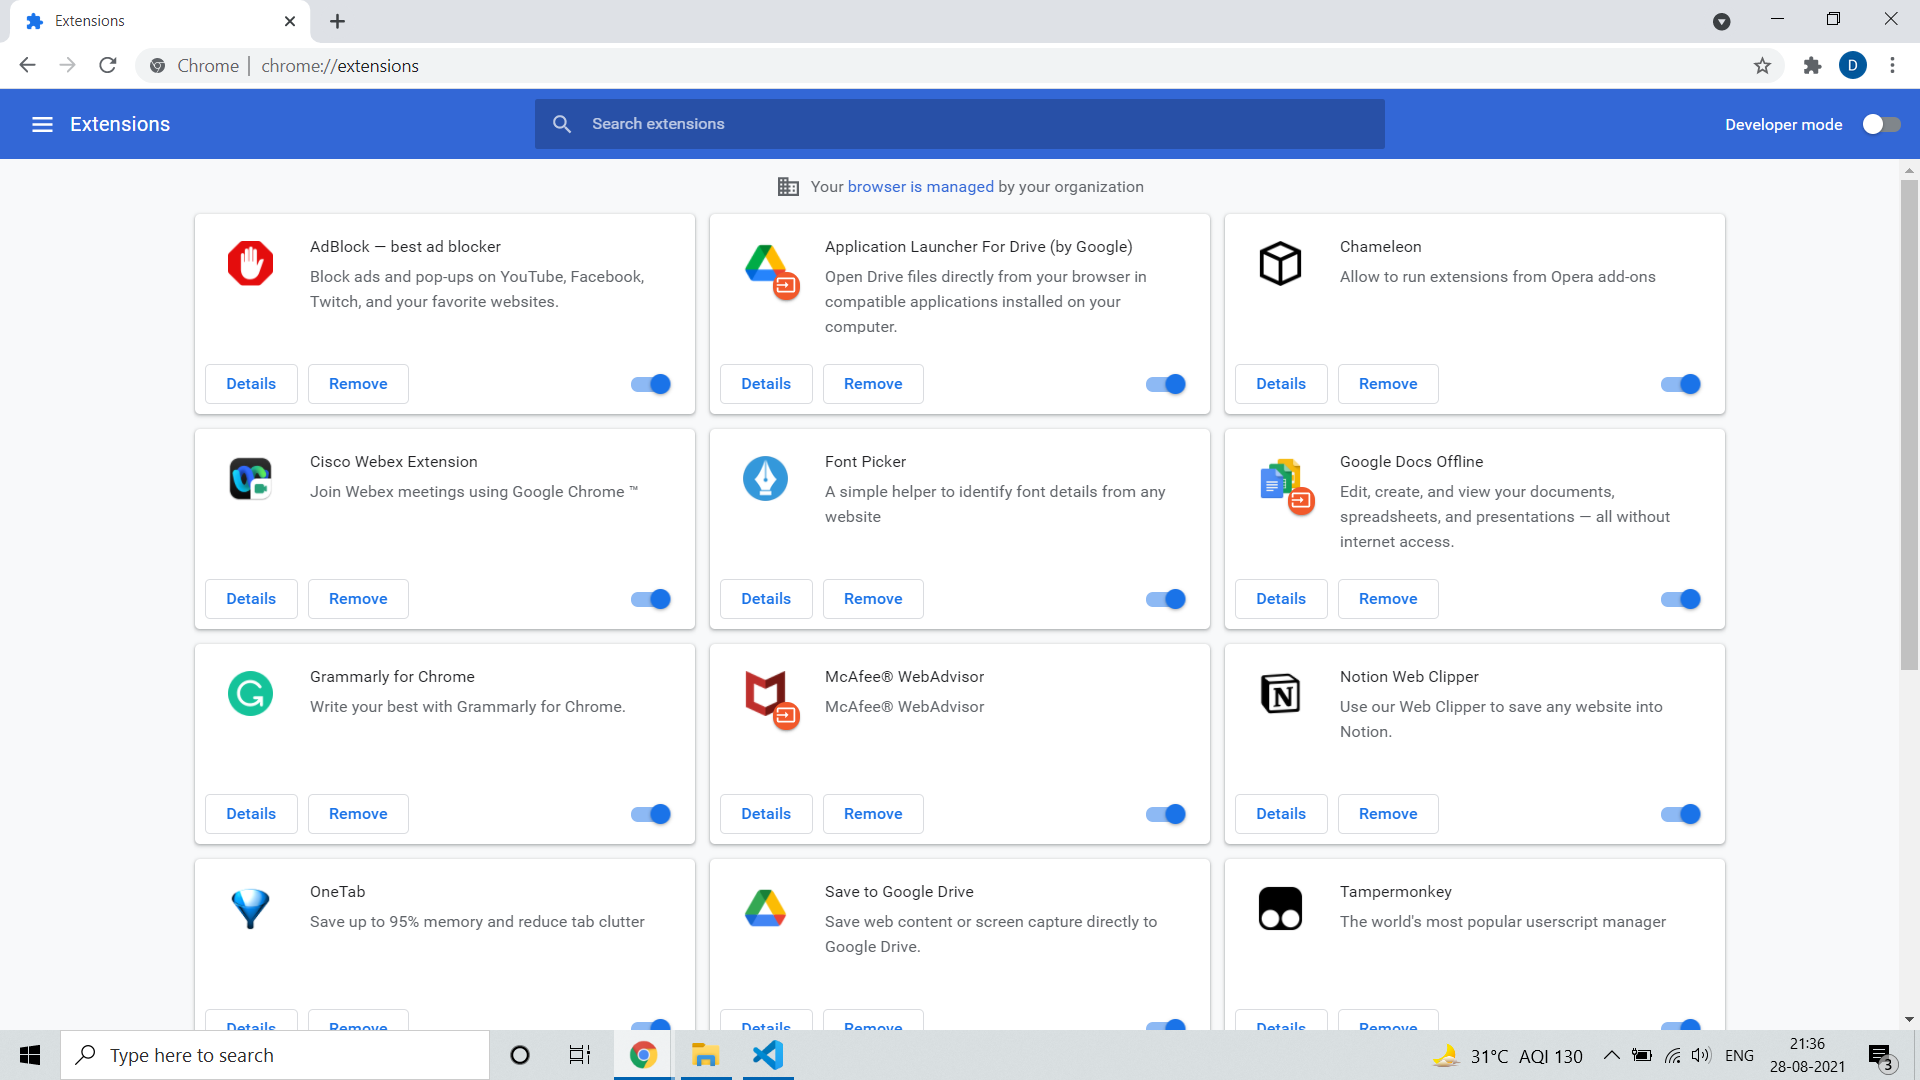 Extensions
Chrome | chrome://extensions
D
Extensions
Search extensions
Developer mode
Your browser is managed by your organization
AdBlock — best ad blocker
Block ads and pop-ups on YouTube, Facebook,
Twitch, and your favorite websites.
Details
Remove
Application Launcher For Drive (by Google)
Open Drive files directly from your browser in
compatible applications installed on your
computer.
Details
Remove
Chameleon
Allow to run extensions from Opera add-ons
Details
Remove
Cisco Webex Extension
Join Webex meetings using Google Chrome ™
Details
Remove
Font Picker
A simple helper to identify font details from any
website
Details
Remove
Google Docs Offline
Edit, create, and view your documents,
spreadsheets, and presentations — all without
internet access.
Details
Remove
Grammarly for Chrome
Write your best with Grammarly for Chrome.
Details
Remove
McAfee® WebAdvisor
McAfee® WebAdvisor
Details
Remove
Notion Web Clipper
Use our Web Clipper to save any website into
Notion.
Details
Remove
OneTab
Save up to 95% memory and reduce tab clutter
Details
Remove
Save to Google Drive
Save web content or screen capture directly to
Google Drive.
Details
Remove
Tampermonkey
The world's most popular userscript manager
Details
Remove
Type here to search
31°C AQI 130
ENG
21:36
28-08-2021
3